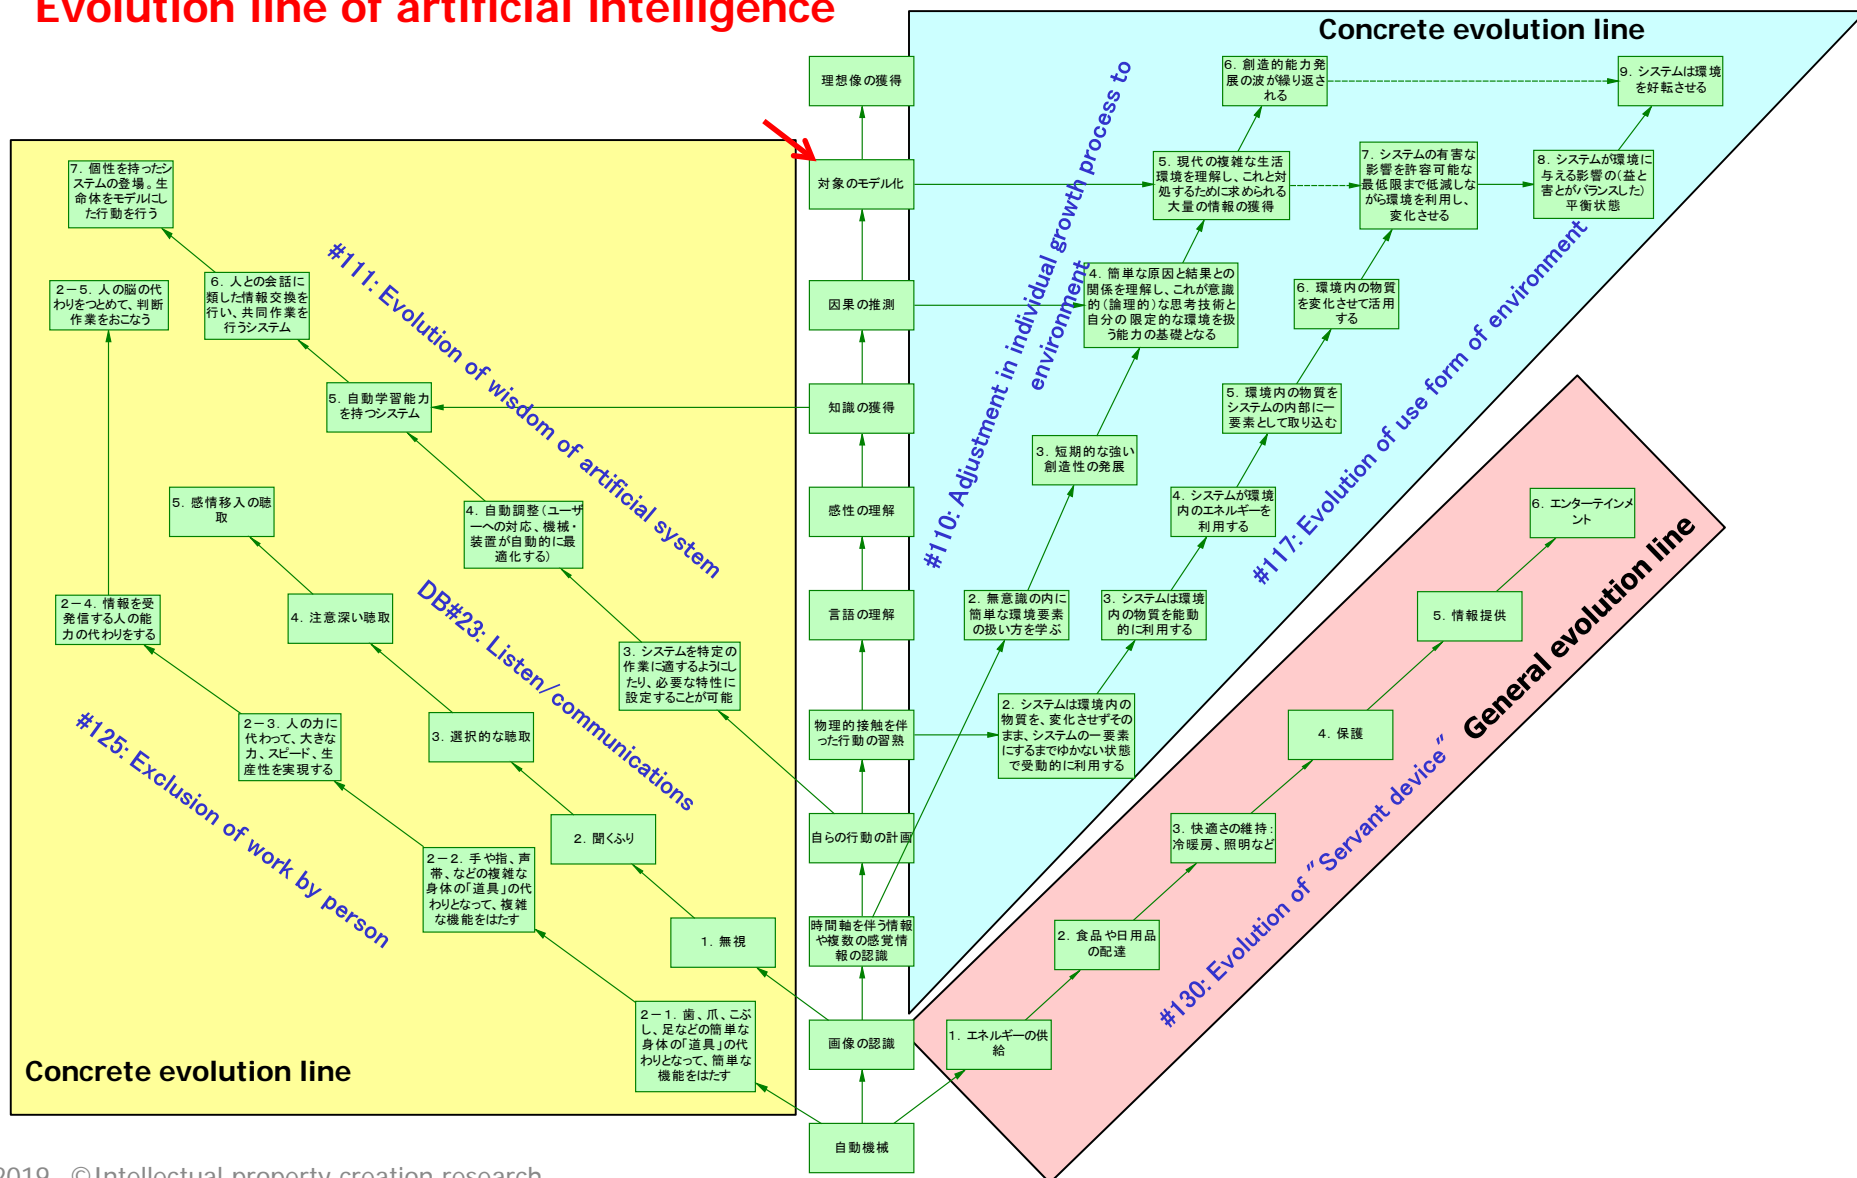 Evolution line of artificial intelligence
Concrete evolution line
理想像の獲得
6. 創造的能力発
展の波が繰り返さ
れる
9. システムは環境
を好転させる
対象のモデル化
5. 現代の複雑な生活
環境を理解し、これと対
処するために求められる
大量の情報の獲得
7. システムの有害な
影響を許容可能な
最低限まで低減しな
がら環境を利用し、
変化させる
8. システムが環境に
与える影響の(益と
害とがバランスした)
平衡状態
7. 個性を持ったシ
ステムの登場。生
命体をモデルにし
た行動を行う
#111: Evolution of wisdom of artificial system
#110: Adjustment in individual growth process to
environment
2-5. 人の脳の代
わりをつとめて、判断
作業をおこなう
6. 人との会話に
類した情報交換を
行い、共同作業を
行うシステム
因果の推測
4. 簡単な原因と結果との
関係を理解し、これが意識
的(論理的)な思考技術と
自分の限定的な環境を扱
う能力の基礎となる
6. 環境内の物質
を変化させて活用
する
#117: Evolution of use form of environment
5. 自動学習能力
を持つシステム
知識の獲得
5. 環境内の物質を
システムの内部に一
要素として取り込む
3. 短期的な強い
創造性の発展
5. 感情移入の聴
取
4. 自動調整(ユーザ
ーへの対応、機械・
装置が自動的に最
適化する)
感性の理解
4. システムが環境
内のエネルギーを
利用する
6. エンターテインメ
ント
General evolution line
DB#23: Listen/communications
2-4. 情報を受
発信する人の能
力の代わりをする
4. 注意深い聴取
言語の理解
2. 無意識の内に
簡単な環境要素
の扱い方を学ぶ
3. システムは環境
内の物質を能動
的に利用する
5. 情報提供
3. システムを特定の
作業に適するようにし
たり、必要な特性に
設定することが可能
#125: Exclusion of work by person
2-3. 人の力に
代わって、大きな
力、スピード、生
産性を実現する
3. 選択的な聴取
物理的接触を伴
った行動の習熟
2. システムは環境内の
物質を、変化させずその
まま、システムの一要素
にするまでゆかない状態
で受動的に利用する
4. 保護
#130: Evolution of "Servant device"
2. 聞くふり
自らの行動の計画
3. 快適さの維持:
冷暖房、照明など
2-2. 手や指、声
帯、などの複雑な
身体の「道具」の代
わりとなって、複雑
な機能をはたす
1. 無視
時間軸を伴う情報
や複数の感覚情
報の認識
2. 食品や日用品
の配達
2-1. 歯、爪、こぶ
し、足などの簡単な
身体の「道具」の代
わりとなって、簡単な
機能をはたす
画像の認識
1. エネルギーの供
給
Concrete evolution line
自動機械
2019 ©Intellectual property creation research